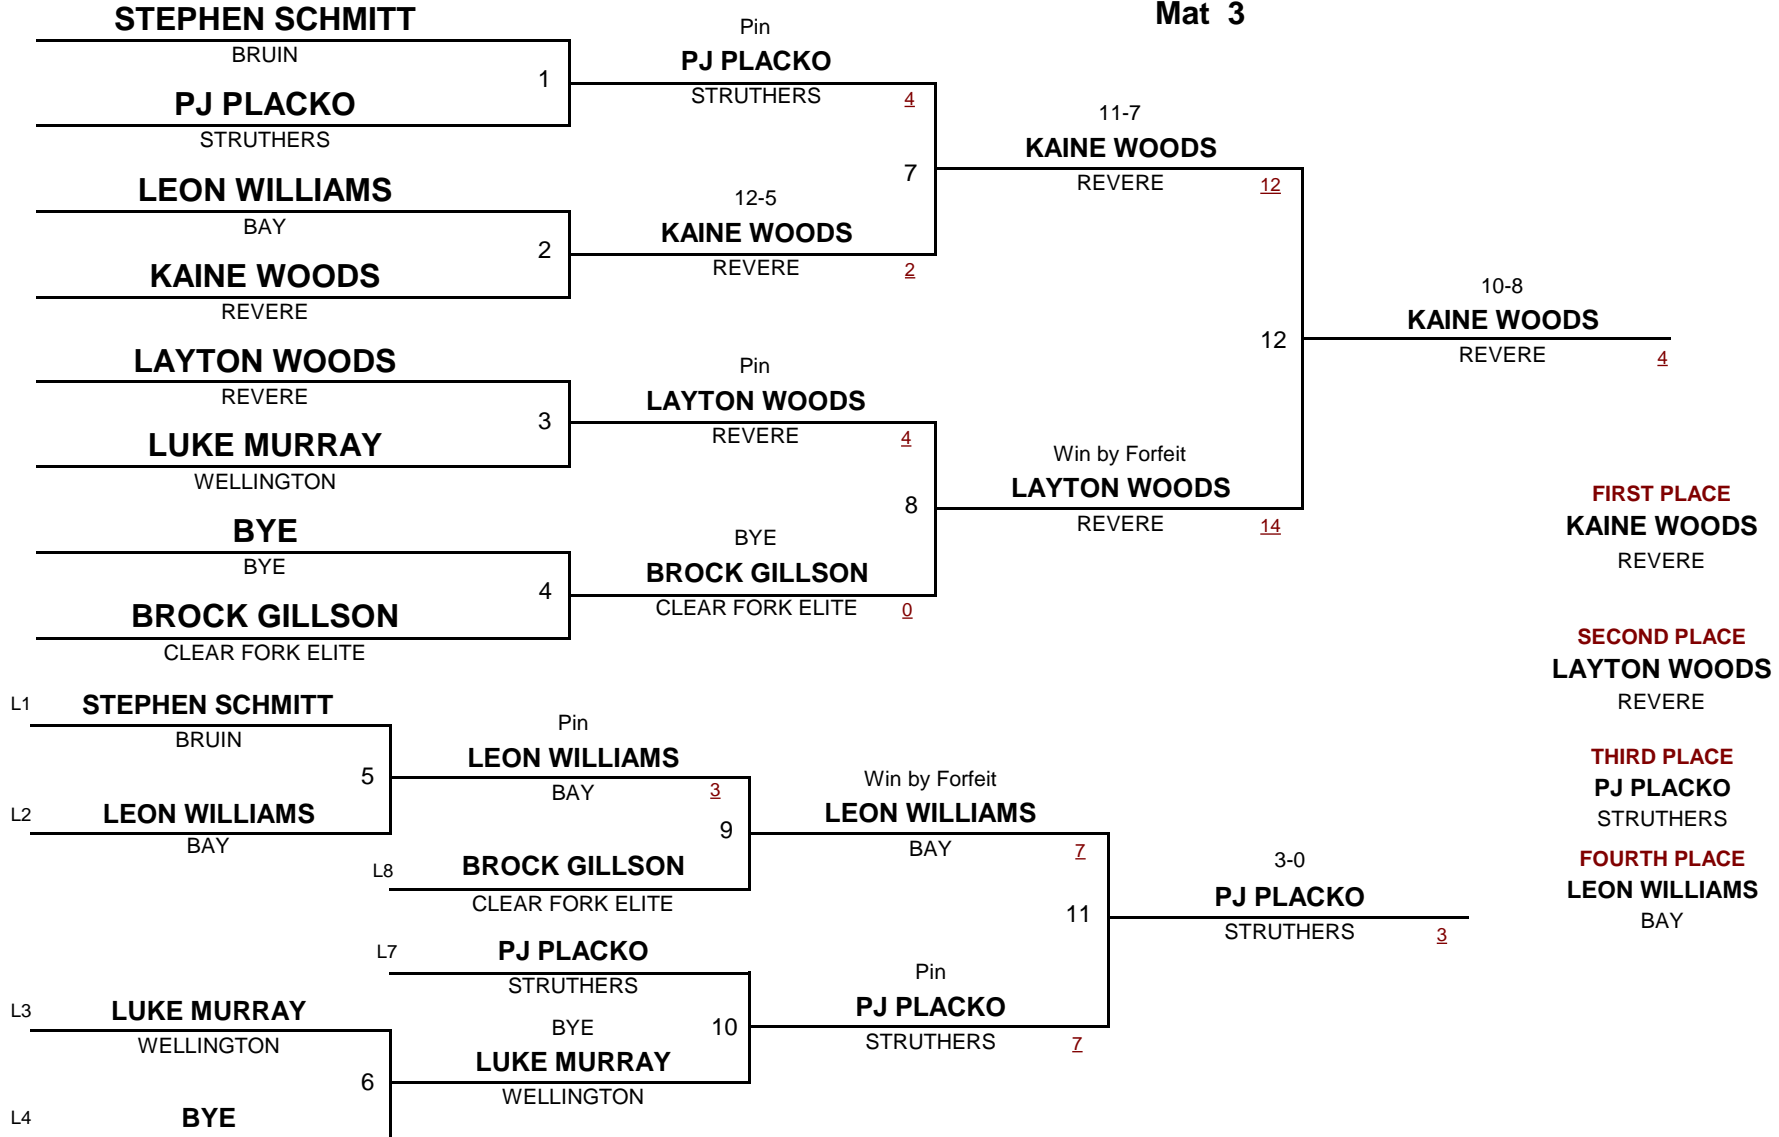 Mat 3
STEPHEN SCHMITT
BRUIN
1
PJ PLACKO
STRUTHERS
LEON WILLIAMS
BAY
2
KAINE WOODS
REVERE
LAYTON WOODS
REVERE
3
LUKE MURRAY
WELLINGTON
BYE
BYE
4
BROCK GILLSON
CLEAR FORK ELITE
Pin
PJ PLACKO
STRUTHERS
4
7
12-5
KAINE WOODS
REVERE
2
Pin
LAYTON WOODS
REVERE
4
8
BYE
BROCK GILLSON
CLEAR FORK ELITE
0
11-7
KAINE WOODS
REVERE
12
12
Win by Forfeit
LAYTON WOODS
REVERE
14
10-8
KAINE WOODS
REVERE
4
FIRST PLACE
KAINE WOODS
REVERE
SECOND PLACE
LAYTON WOODS
REVERE
THIRD PLACE
PJ PLACKO
STRUTHERS
FOURTH PLACE
LEON WILLIAMS
BAY
L1
STEPHEN SCHMITT
BRUIN
5
L2
LEON WILLIAMS
BAY
Pin
LEON WILLIAMS
BAY
3
9
L8
BROCK GILLSON
CLEAR FORK ELITE
L7
PJ PLACKO
STRUTHERS
10
L3
LUKE MURRAY
WELLINGTON
6
L4
BYE
BYE
LUKE MURRAY
WELLINGTON
Win by Forfeit
LEON WILLIAMS
BAY
7
11
Pin
PJ PLACKO
STRUTHERS
7
3-0
PJ PLACKO
STRUTHERS
3